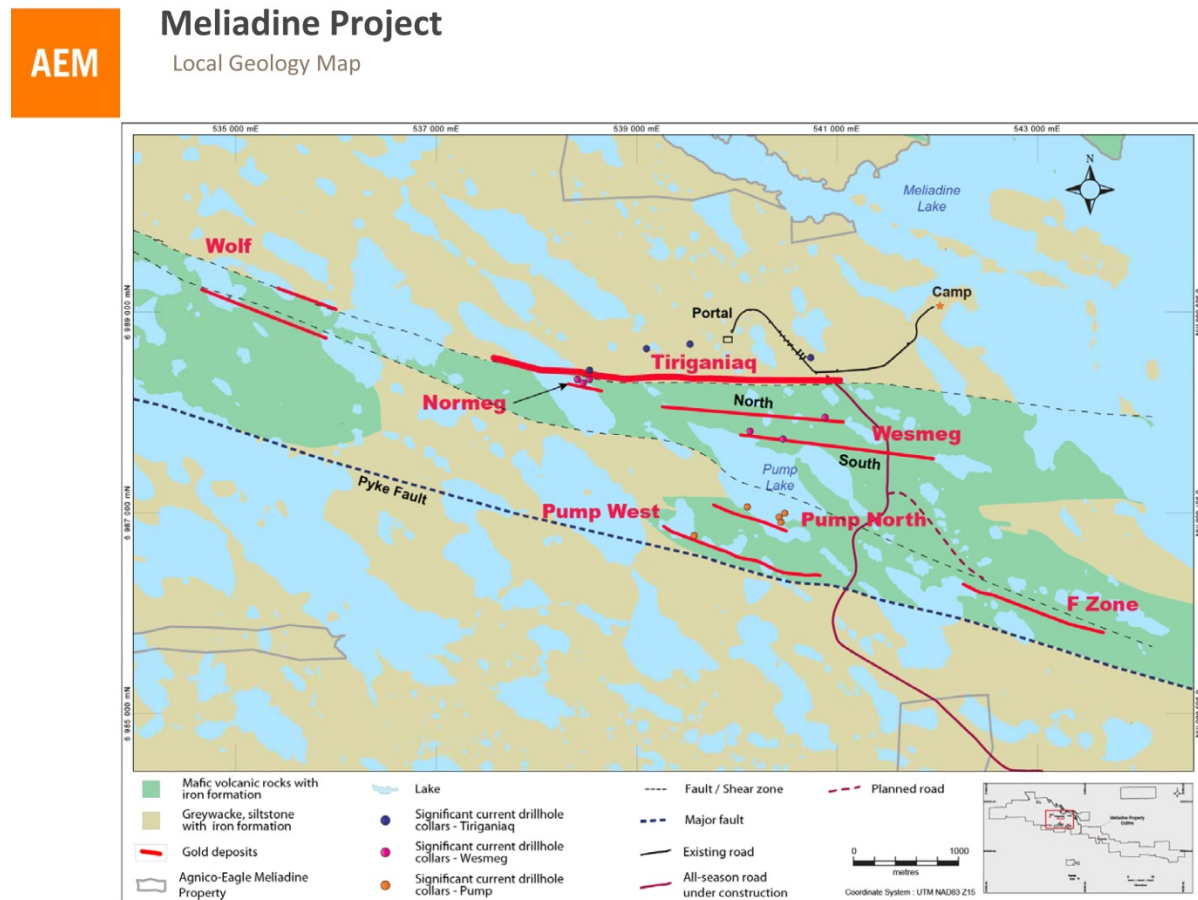 AEM
Meliadine Project
Local Geology Map
535 000 mE
537 000 mE
539 000 mE
541 000 mE
543 000 mE
N
Meliadine
Lake
Wolf
6 989 000 mN
Portal
Camp
Tiriganiaq
Normeg
North
Wesmeg
South
Pump
Lake
Pyke Fault
6 987 000 mN
Pump West
Pump North
F Zone
6 985 000 mN
Mafic volcanic rocks with
iron formation
Greywacke, siltstone
with iron formation
Gold deposits
Agnico-Eagle Meliadine
Property
Lake
Significant current drillhole
collars - Tiriganiaq
Significant current drillhole
collars - Wesmeg
Significant current drillhole
collars - Pump
Fault / Shear zone
Major fault
Existing road
All-season road
under construction
Planned road
0 1000
metres
Coordinate System : UTM NAD83 Z15
Meliadine Property
Outline